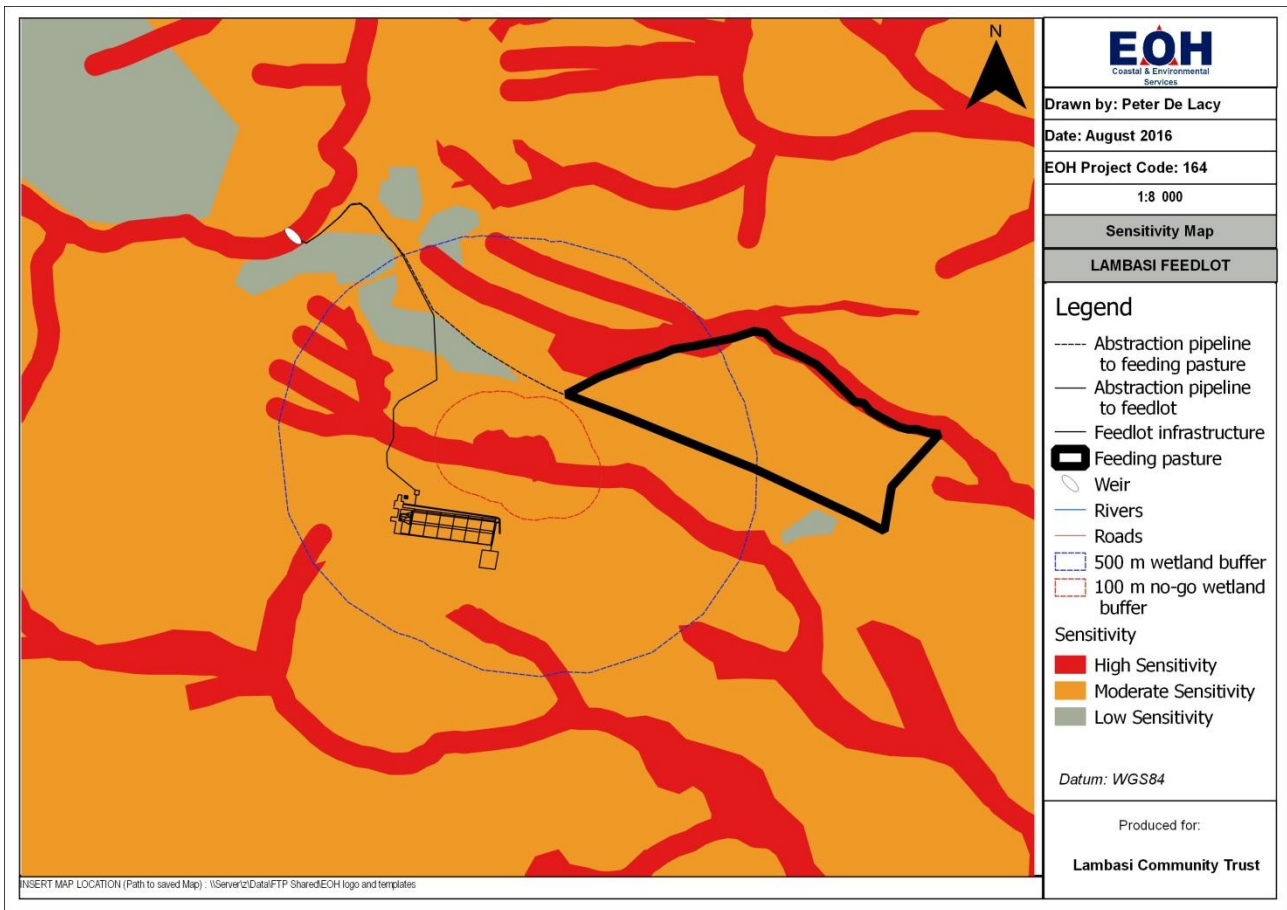 N
EOH
Coastal & Environmental
Services
Drawn by: Peter De Lacy
Date: August 2016
EOH Project Code: 164
1:8 000
Sensitivity Map
LAMBASI FEEDLOT
Legend
Abstraction pipeline
to feeding pasture
Abstraction pipeline
to feedlot
Feedlot infrastructure
Feeding pasture
Weir
Rivers
Roads
500 m wetland buffer
100 m no-go wetland
buffer
Sensitivity
High Sensitivity
Moderate Sensitivity
Low Sensitivity
Datum: WGS84
Produced for:
Lambasi Community Trust
INSERT MAP LOCATION (Path to saved Map) : \\Server\z\Data\FTP Shared\EOH logo and templates